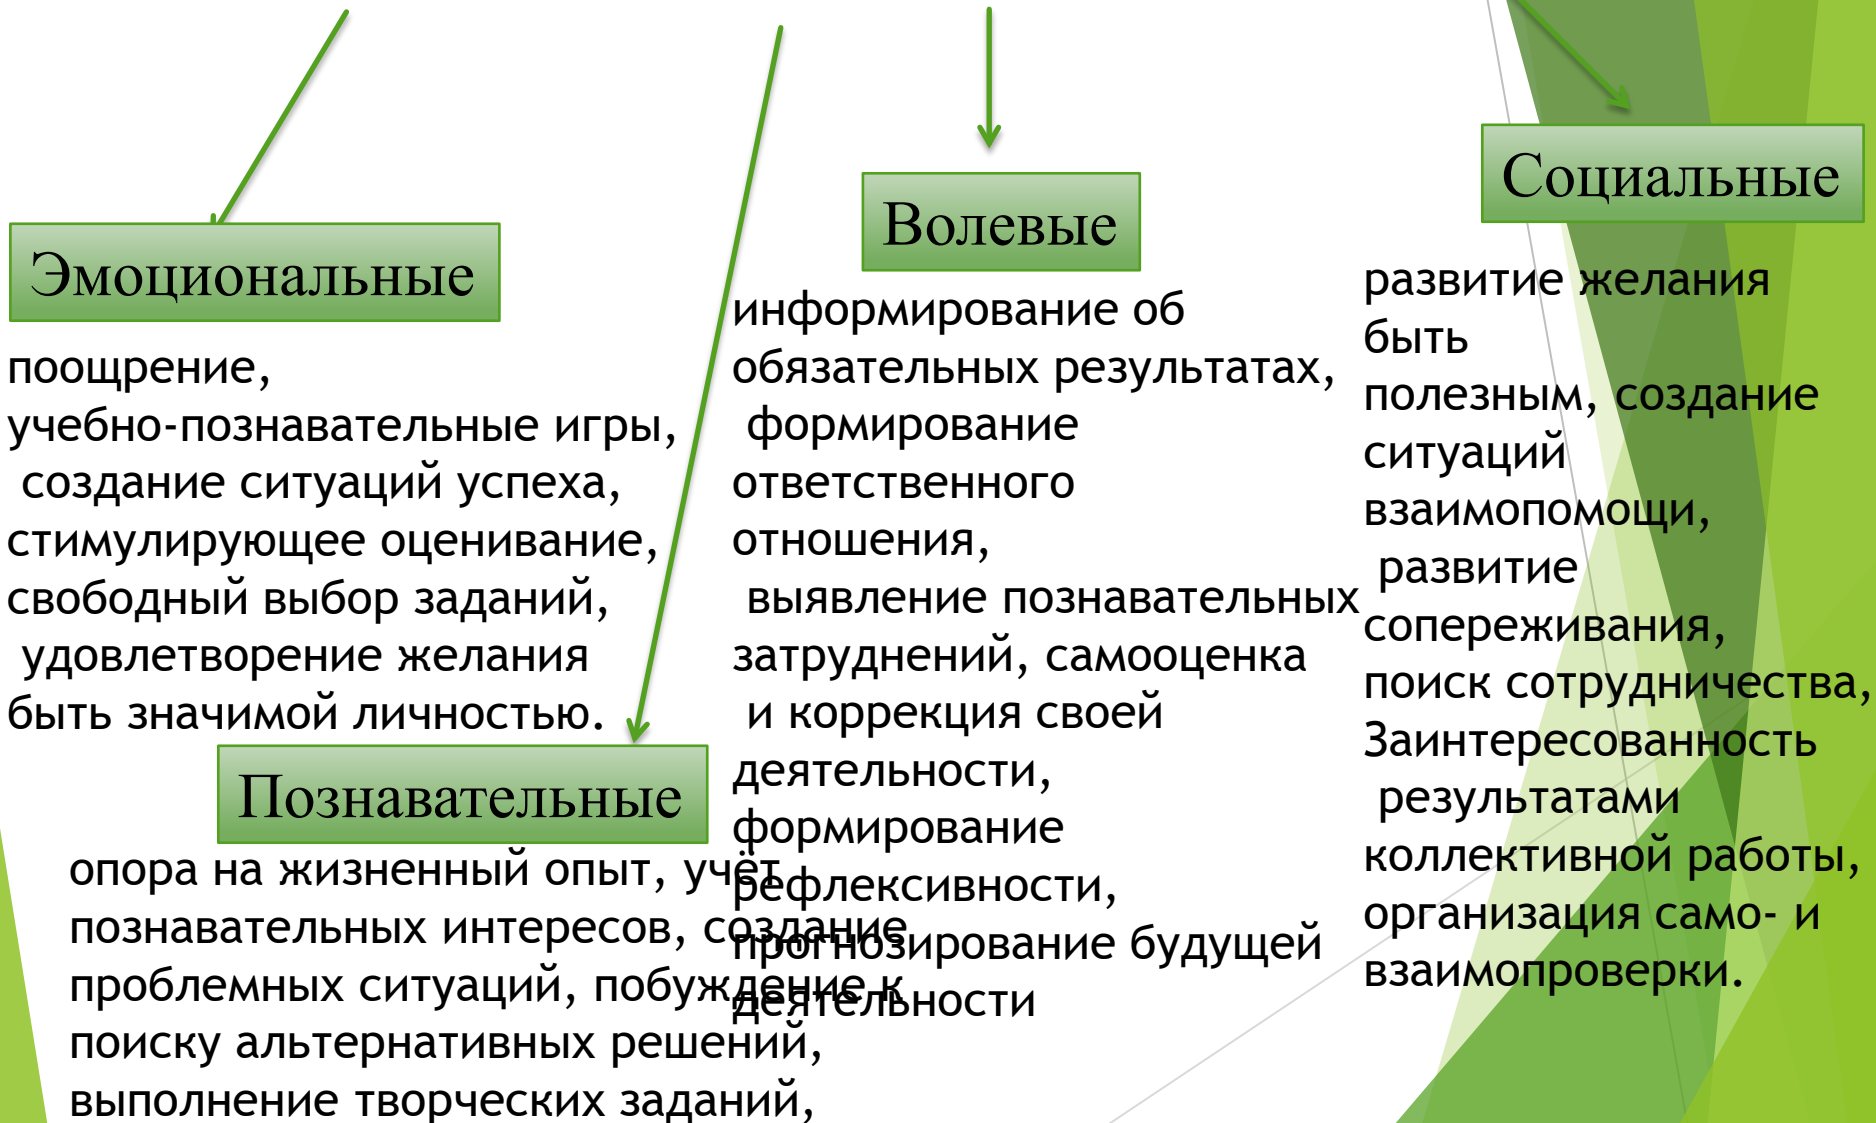 Эмоциональные
поощрение,
учебно-познавательные игры,
создание ситуаций успеха,
стимулирующее оценивание,
свободный выбор заданий,
удовлетворение желания
быть значимой личностью.
Познавательные
опора на жизненный опыт, учёт
познавательных интересов, создание
проблемных ситуаций, побуждение к
поиску альтернативных решений,
выполнение творческих заданий,
Волевые
информирование об
обязательных результатах,
формирование
ответственного
отношения,
выявление познавательных
затруднений, самооценка
и коррекция своей
деятельности,
формирование
рефлексивности,
прогнозирование будущей
деятельности
Социальные
развитие желания
быть
полезным, создание
ситуаций
взаимопомощи,
развитие
сопереживания,
поиск сотрудничества,
Заинтересованность
результатами
коллективной работы,
организация само- и
взаимопроверки.